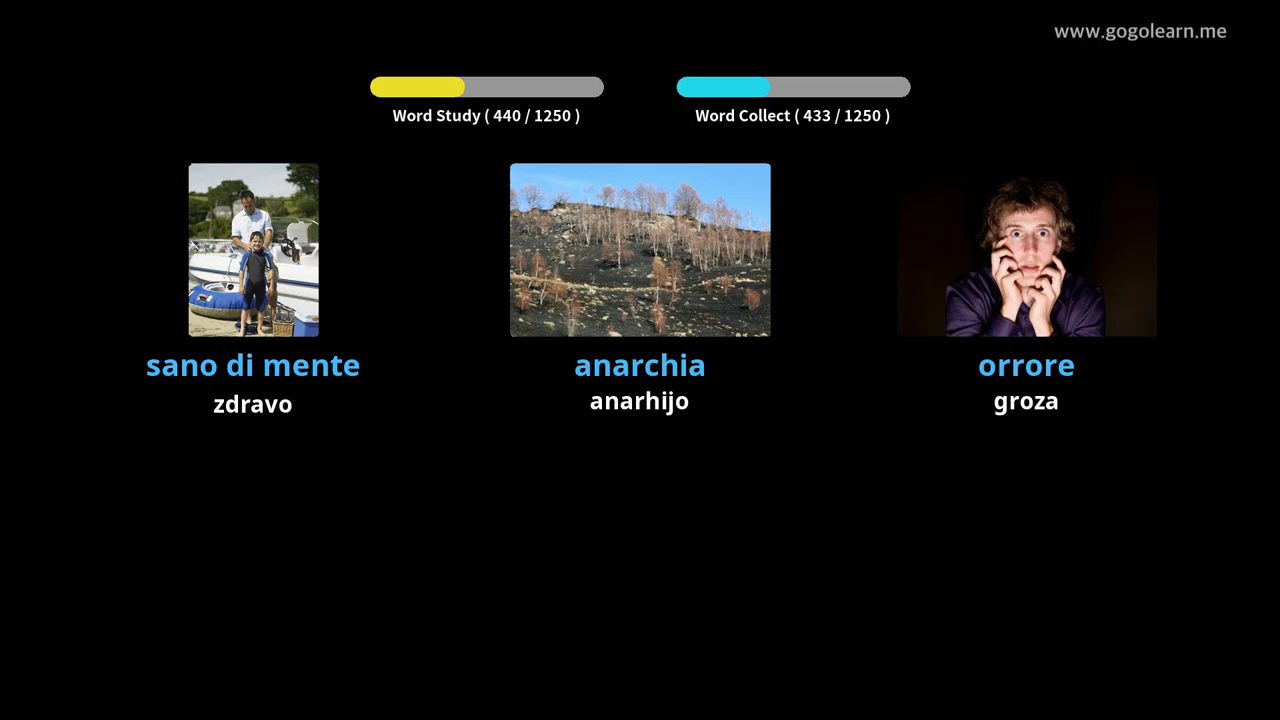 www.gogolearn.me
Word Study ( 440 / 1250 )
Word Collect ( 433 / 1250 )
sano di mente
zdravo
anarchia
anarhijo
orrore
groza